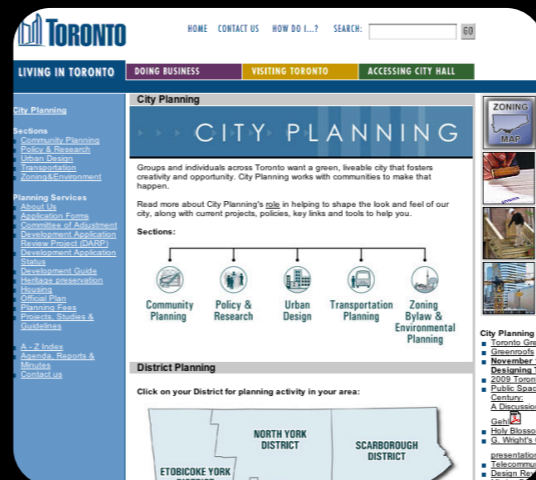 TORONTO
HOME CONTACT US HOW DO I...? SEARCH: GO
LIVING IN TORONTO DOING BUSINESS VISITING TORONTO ACCESSING CITY HALL
City Planning
Sections
Community Planning
Policy & Research
Urban Design
Transportation
Zoning&Environment
Planning Services
About Us
Application Forms
Committee of Adjustment
Development Application
Review Project (DARP)
Development Application
Status
Development Guide
Heritage preservation
Housing
Official Plan
Planning Fees
Projects, Studies &
Guidelines
A - Z Index
Agenda, Reports &
Minutes
Contact us
City Planning
CITY PLANNING
Groups and individuals across Toronto want a green, liveable city that fosters
creativity and opportunity. City Planning works with communities to make that
happen.
Read more about City Planning's role in helping to shape the look and feel of our
city, along with current projects, policies, key links and tools to help you.
Sections:
Community
Planning
Policy &
Research
Urban
Design
Transportation
Planning
Zoning
Bylaw &
Environmental
Planning
District Planning
Click on your District for planning activity in your area:
NORTH YORK
DISTRICT
SCARBOROUGH
DISTRICT
ETOBICOKE YORK
DISTRICT
ZONING
MAP
City Planning
Toronto Gre
Greenroofs
November
Designing T
2009 Toron
Public Spac
Century:
A Discussion
Gehl
Holy Blosso
G. Wright's
presentation
Telecommu
Design Re